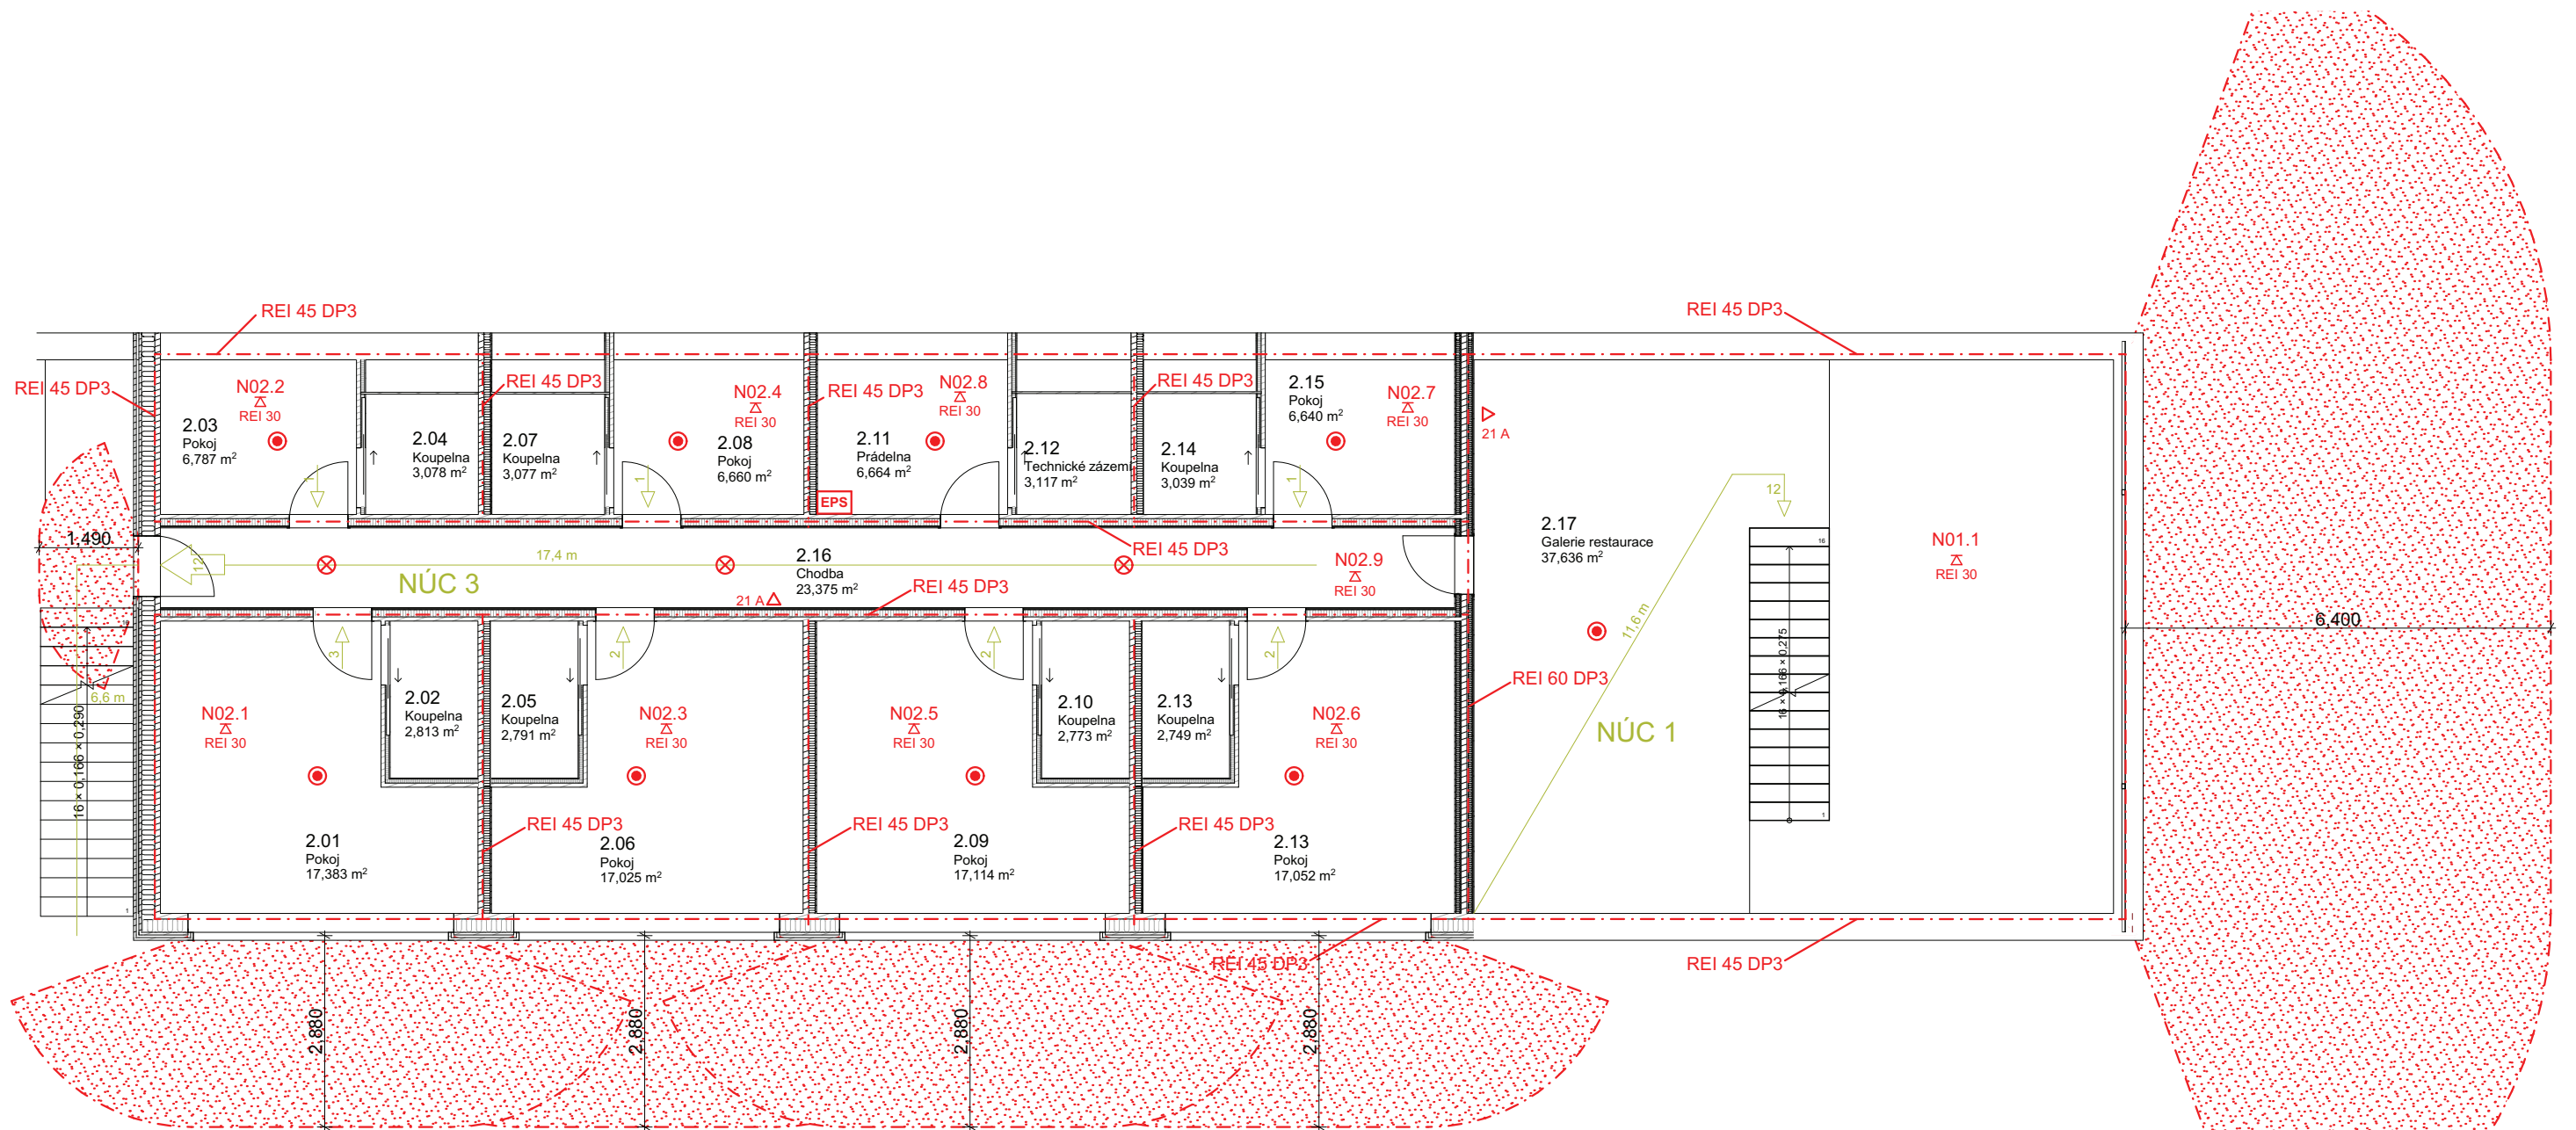 REI 45 DP3
REI 45 DP3
REI 45 DP3
N02.2
REI 30
2.03
Pokoj
6,787 m²
1
2.04
Koupelna
3,078 m²
REI 45 DP3
2.07
Koupelna
3,077 m²
1
N02.4
REI 30
2.08
Pokoj
6,660 m²
REI 45 DP3
2.11
Prádelna
6,664 m²
EPS
N02.8
REI 30
2.12
Technické zázemí
3,117 m²
REI 45 DP3
2.14
Koupelna
3,039 m²
2.15
Pokoj
6,640 m²
1
N02.7
REI 30
21 A
1,490
12
NÚC 3
17,4 m
2.16
Chodba
23,375 m²
21 A
REI 45 DP3
REI 45 DP3
N02.9
REI 30
2.17
Galerie restaurace
37,636 m²
12
11,6 m
NÚC 1
16
16 × 0,166 × 0,275
1
N01.1
REI 30
6,400
REI 60 DP3
6,6 m
16 × 0,166 × 0,290
1
3
N02.1
REI 30
2.02
Koupelna
2,813 m²
2.05
Koupelna
2,791 m²
2
N02.3
REI 30
N02.5
REI 30
2
2.10
Koupelna
2,773 m²
2.13
Koupelna
2,749 m²
2
N02.6
REI 30
2.01
Pokoj
17,383 m²
REI 45 DP3
2.06
Pokoj
17,025 m²
REI 45 DP3
2.09
Pokoj
17,114 m²
REI 45 DP3
2.13
Pokoj
17,052 m²
REI 45 DP3
REI 45 DP3
2,880
2,880
2,880
2,880